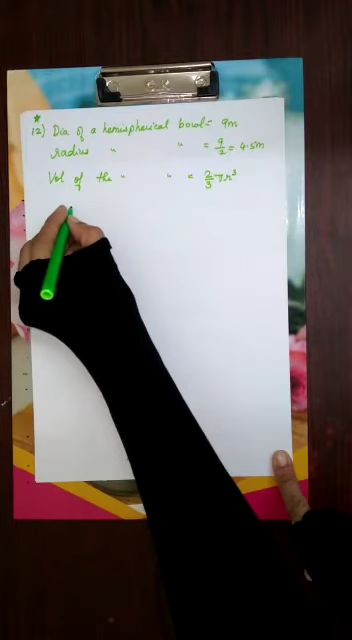 *
12) Dia of a hemispherical bowl = 9m
radius " " = 9/2 = 4.5m
Vol of the " " = 2/3 πr³